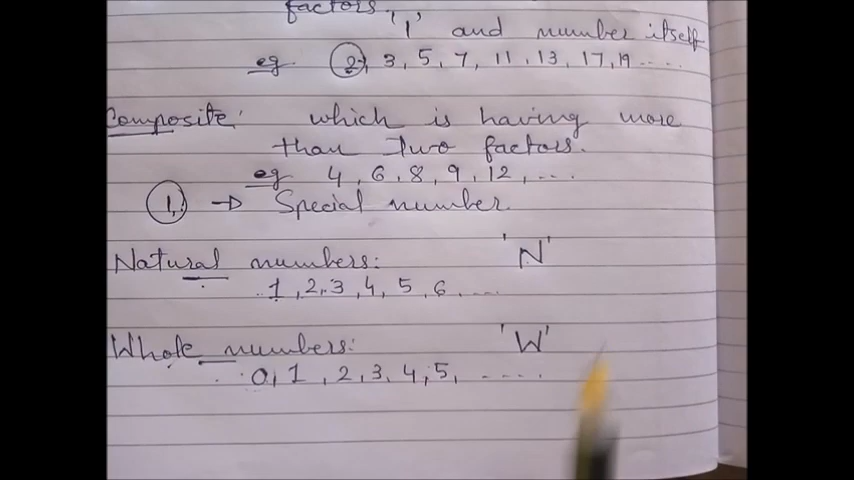 factors,
'1' and number itself
eg. 2, 3, 5, 7, 11, 13, 17, 19 ....
Composite: which is having more
than Two factors.
eg 4, 6, 8, 9, 12, ....
1, → Special number.
Natural numbers: 'N'
1, 2, 3, 4, 5, 6, ....
Whole numbers: 'W'
0, 1, 2, 3, 4, 5, ....